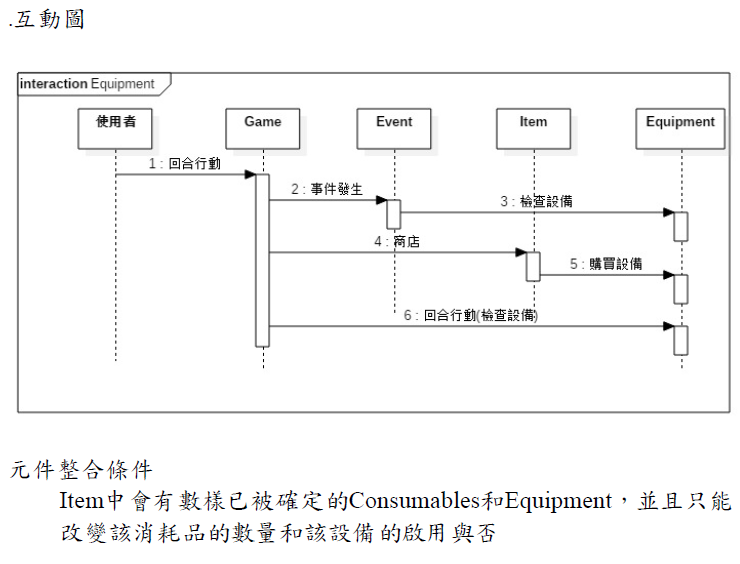 .互動圖
interaction Equipment
使用者
Game
Event
Item
Equipment
1 : 回合行動
2 : 事件發生
3 : 檢查設備
4 : 商店
5 : 購買設備
6 : 回合行動(檢查設備)
元件整合條件
Item中會有數樣已被確定的Consumables和Equipment，並且只能
改變該消耗品的數量和該設備的啟用與否